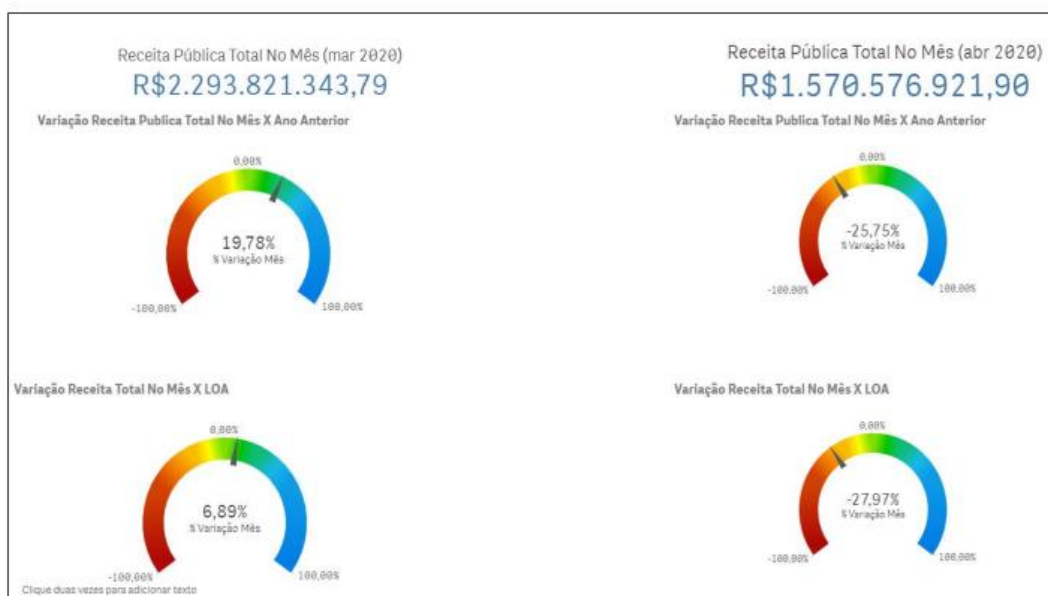 Receita Pública Total No Mês (mar 2020)
R$2.293.821.343,79
Variação Receita Publica Total No Mês X Ano Anterior
0,00%
19,78%
% Variação Mês
-100,00%
100,00%
Receita Pública Total No Mês (abr 2020)
R$1.570.576.921,90
Variação Receita Publica Total No Mês X Ano Anterior
0,00%
-25,75%
% Variação Mês
-100,00%
100,00%
Variação Receita Total No Mês X LOA
0,00%
6,89%
% Variação Mês
-100,00%
100,00%
Clique duas vezes para adicionar texto
Variação Receita Total No Mês X LOA
0,00%
-27,97%
% Variação Mês
-100,00%
100,00%